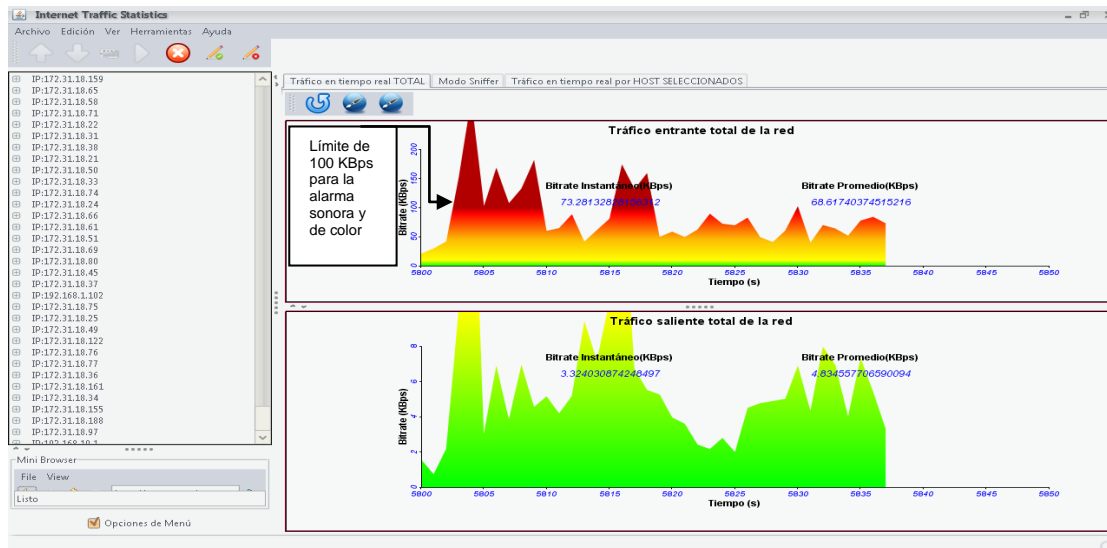 Internet Traffic Statistics
Archivo Edición Ver Herramientas Ayuda
IP:172.31.18.159
IP:172.31.18.65
IP:172.31.18.58
IP:172.31.18.71
IP:172.31.18.22
IP:172.31.18.31
IP:172.31.18.38
IP:172.31.18.21
IP:172.31.18.50
IP:172.31.18.33
IP:172.31.18.74
IP:172.31.18.24
IP:172.31.18.66
IP:172.31.18.61
IP:172.31.18.51
IP:172.31.18.69
IP:172.31.18.80
IP:172.31.18.45
IP:172.31.18.37
IP:192.168.1.102
IP:172.31.18.75
IP:172.31.18.25
IP:172.31.18.49
IP:172.31.18.122
IP:172.31.18.76
IP:172.31.18.77
IP:172.31.18.36
IP:172.31.18.161
IP:172.31.18.34
IP:172.31.18.155
IP:172.31.18.188
IP:172.31.18.97
Mini Browser
File View
Listo
Opciones de Menú
Tráfico en tiempo real TOTAL Modo Sniffer Tráfico en tiempo real por HOST SELECCIONADOS
Límite de
100 KBps
para la
alarma
sonora y
de color
Tráfico entrante total de la red
Bitrate Instantáneo(KBps) Bitrate Promedio(KBps)
68.61740374515216
Bitrate (KBps)
200
150
100
50
0
5800 5805 5810 5815 5820 5825 5830 5835 5840 5845 5850
Tiempo (s)
Tráfico saliente total de la red
Bitrate Instantáneo(KBps) Bitrate Promedio(KBps)
3.324030874248497 4.834557706590094
Bitrate (KBps)
8
6
4
2
0
5800 5805 5810 5815 5820 5825 5830 5835 5840 5845 5850
Tiempo (s)